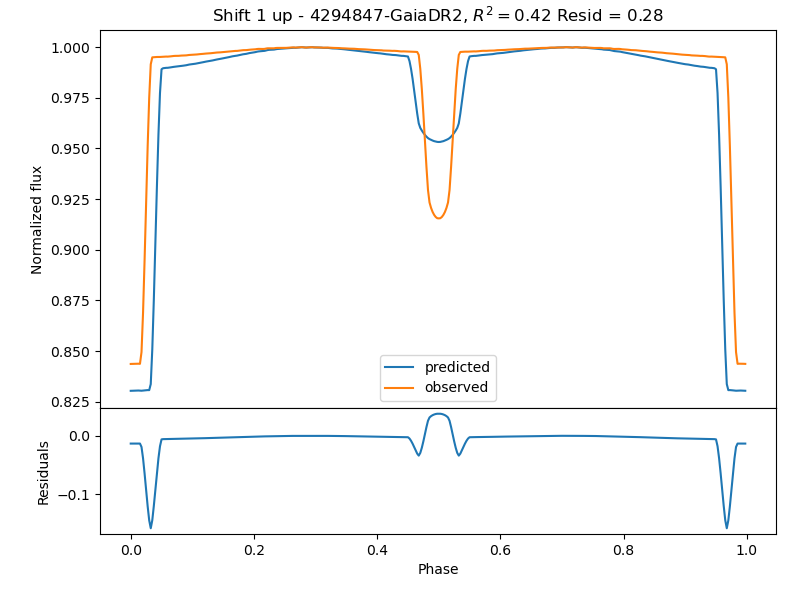 Shift 1 up - 4294847-GaiaDR2, R² = 0.42 Resid = 0.28
1.000
0.975
0.950
0.925
0.900
0.875
0.850
0.825
Normalized flux
predicted
observed
0.0
−0.1
Residuals
0.0 0.2 0.4 0.6 0.8 1.0
Phase